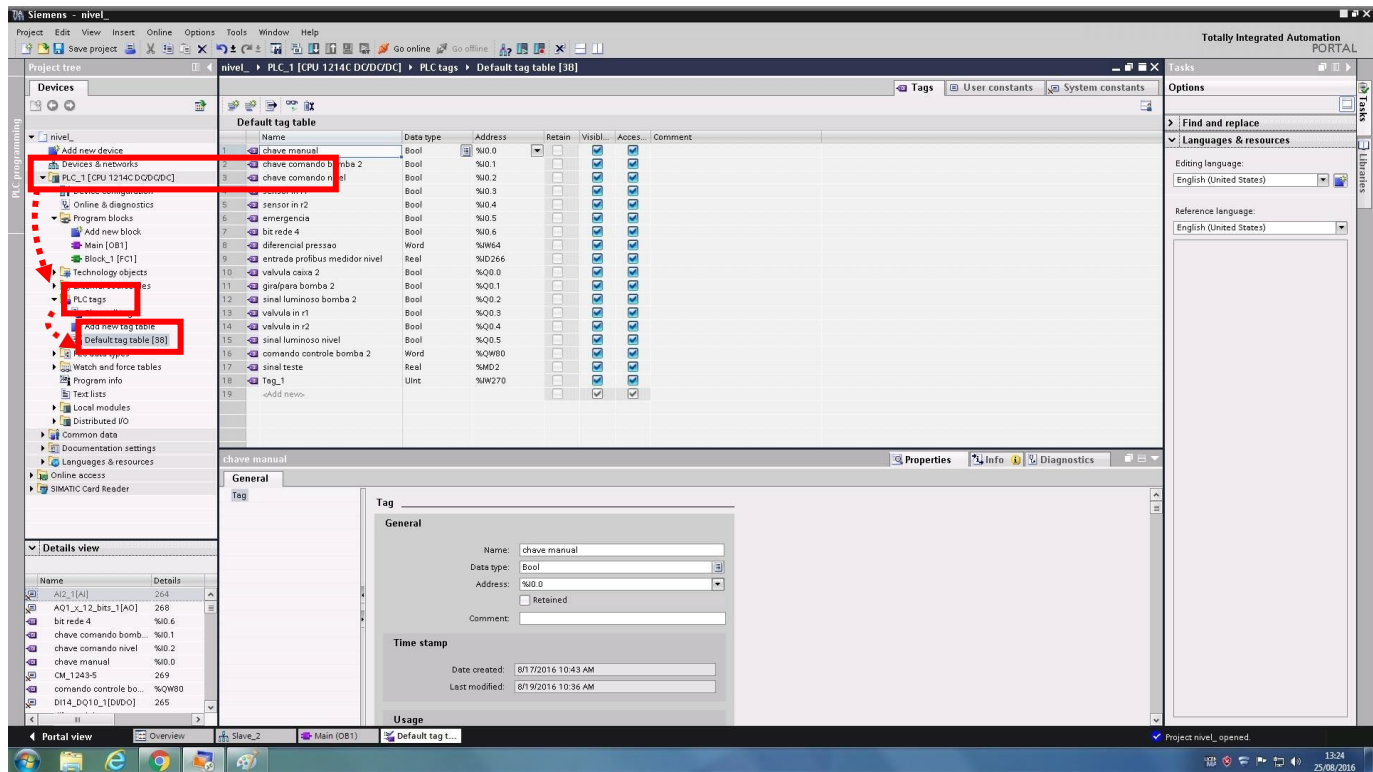 Siemens - nivel_
Project Edit View Insert Online Options Tools Window Help
Totally Integrated Automation
PORTAL
Save project Go online Go offline
Project tree
nivel_ PLC_1 [CPU 1214C DC/DC/DC] PLC tags Default tag table [38]
Tasks
Devices
Tags User constants System constants
Options
Default tag table
Find and replace
Languages & resources
Editing language:
English (United States)
Reference language:
English (United States)
Tasks
Libraries
PLC programming
nivel_
Add new device
Devices & networks
PLC_1 [CPU 1214C DC/DC/DC]
Online & diagnostics
Program blocks
Add new block
Main [OB1]
Block_1 [FC1]
Technology objects
PLC tags
Add new tag table
Default tag table [38]
Watch and force tables
Program info
Text lists
Local modules
Distributed I/O
Common data
Documentation settings
Languages & resources
Online access
SIMATIC Card Reader
Name Data type Address Retain Visibl... Acces... Comment
1 chave manual Bool %I0.0
2 chave comando bomba 2 Bool %I0.1
3 chave comando nivel Bool %I0.2
4 sensor in r1 Bool %I0.3
5 sensor in r2 Bool %I0.4
6 emergencia Bool %I0.5
7 bit rede 4 Bool %I0.6
8 diferencial pressao Word %IW64
9 entrada profibus medidor nivel Real %ID266
10 valvula caixa 2 Bool %Q0.0
11 gira/para bomba 2 Bool %Q0.1
12 sinal luminoso bomba 2 Bool %Q0.2
13 valvula in r1 Bool %Q0.3
14 valvula in r2 Bool %Q0.4
15 sinal luminoso nivel Bool %Q0.5
16 comando controle bomba 2 Word %QW80
17 sinal teste Real %MD2
18 Tag_1 UInt %IW270
19 <Add new>
chave manual
Properties Info Diagnostics
General
Tag
Tag
General
Name: chave manual
Data type: Bool
Address: %I0.0
Retained
Comment:
Time stamp
Date created: 8/17/2016 10:43 AM
Last modified: 8/19/2016 10:36 AM
Usage
Details view
Name Details
AI2_1[AI] 264
AQ1_x_12_bits_1[AO] 268
bit rede 4 %I0.6
chave comando bomb... %I0.1
chave comando nivel %I0.2
chave manual %I0.0
CM_1243-5 269
comando controle bo... %QW80
DI14_DQ10_1[DI/DO] 265
Portal view Overview Slave_2 Main (OB1) Default tag t...
Project nivel_ opened.
13:24
25/08/2016